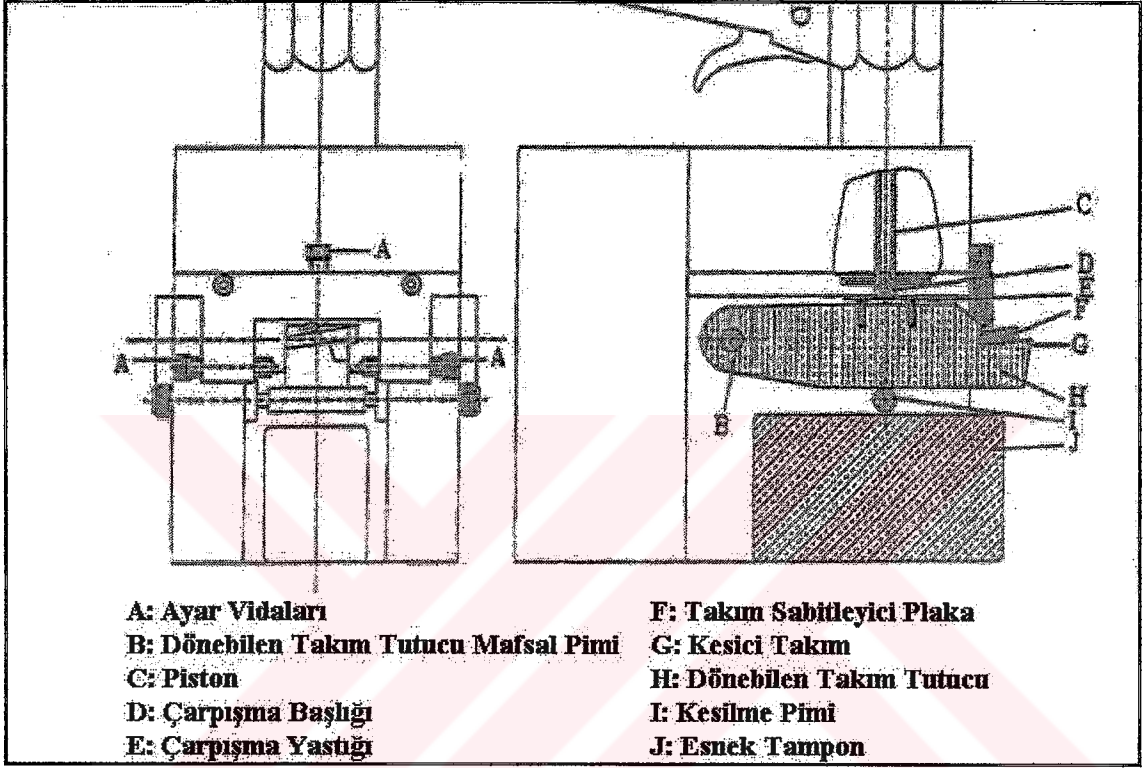 A
A
A
C
D
E
F
G
H
I
J
B
A: Ayar Vidaları
B: Dönebilen Takım Tutucu Mafsal Pimi
C: Piston
D: Çarpışma Başlığı
E: Çarpışma Yastığı
F: Takım Sabitleyici Plaka
G: Kesici Takım
H: Dönebilen Takım Tutucu
I: Kesilme Pimi
J: Esnek Tampon